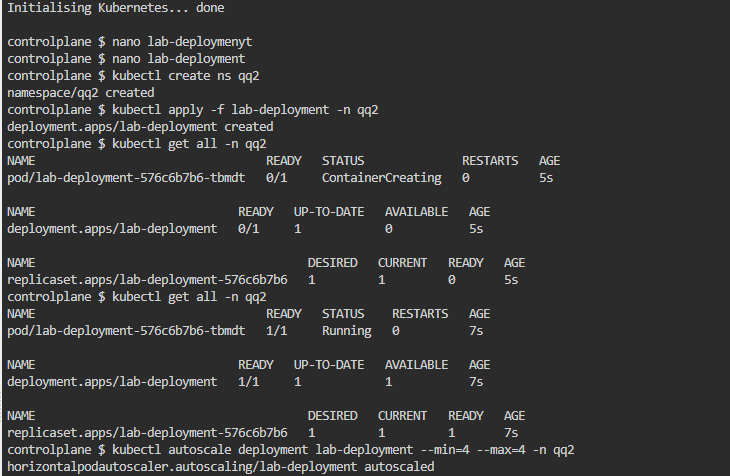 Initialising Kubernetes... done
controlplane $ nano lab-deploymenyt
controlplane $ nano lab-deployment
controlplane $ kubectl create ns qq2
namespace/qq2 created
controlplane $ kubectl apply -f lab-deployment -n qq2
deployment.apps/lab-deployment created
controlplane $ kubectl get all -n qq2
NAME READY STATUS RESTARTS AGE
pod/lab-deployment-576c6b7b6-tbmdt 0/1 ContainerCreating 0 5s
NAME READY UP-TO-DATE AVAILABLE AGE
deployment.apps/lab-deployment 0/1 1 0 5s
NAME DESIRED CURRENT READY AGE
replicaset.apps/lab-deployment-576c6b7b6 1 1 0 5s
controlplane $ kubectl get all -n qq2
NAME READY STATUS RESTARTS AGE
pod/lab-deployment-576c6b7b6-tbmdt 1/1 Running 0 7s
NAME READY UP-TO-DATE AVAILABLE AGE
deployment.apps/lab-deployment 1/1 1 1 7s
NAME DESIRED CURRENT READY AGE
replicaset.apps/lab-deployment-576c6b7b6 1 1 1 7s
controlplane $ kubectl autoscale deployment lab-deployment --min=4 --max=4 -n qq2
horizontalpodautoscaler.autoscaling/lab-deployment autoscaled